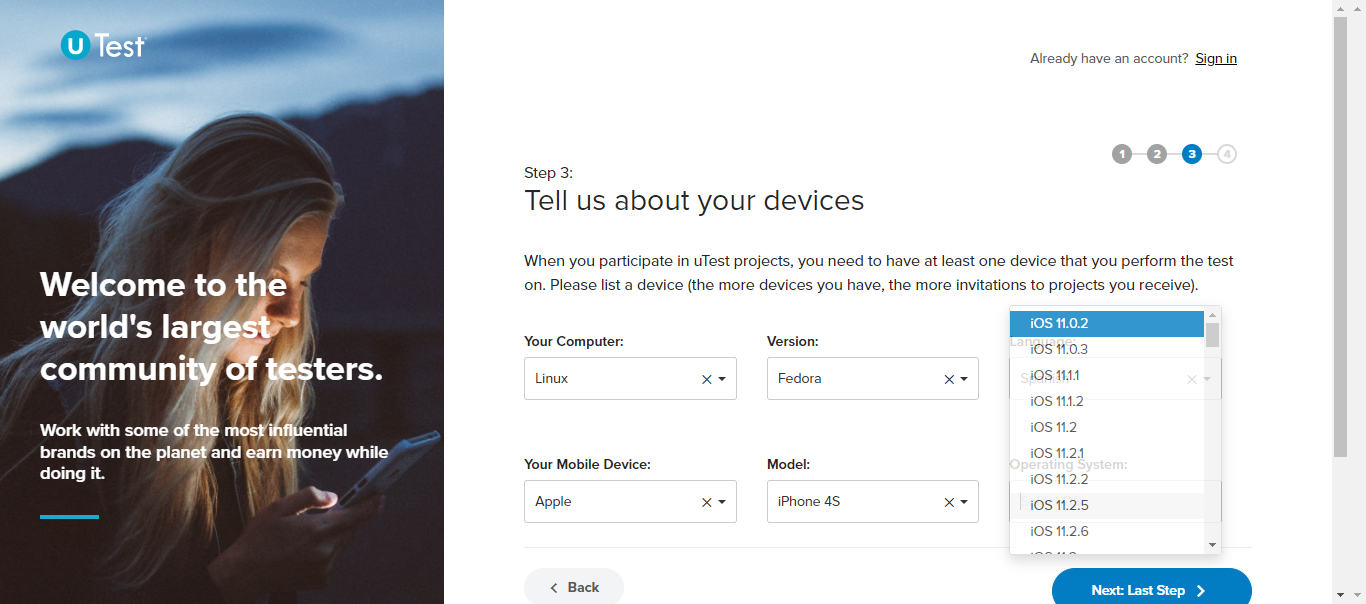 U Test
Welcome to the
world's largest
community of testers.
Work with some of the most influential
brands on the planet and earn money while
doing it.
Already have an account? Sign in
1 2 3 4
Step 3:
Tell us about your devices
When you participate in uTest projects, you need to have at least one device that you perform the test
on. Please list a device (the more devices you have, the more invitations to projects you receive).
Your Computer:
Linux
Version:
Fedora
Language:
Spanish
Your Mobile Device:
Apple
Model:
iPhone 4S
Operating System:
iOS 11.0.2
iOS 11.0.3
iOS 11.1.1
iOS 11.1.2
iOS 11.2
iOS 11.2.1
iOS 11.2.2
iOS 11.2.5
iOS 11.2.6
Back
Next: Last Step